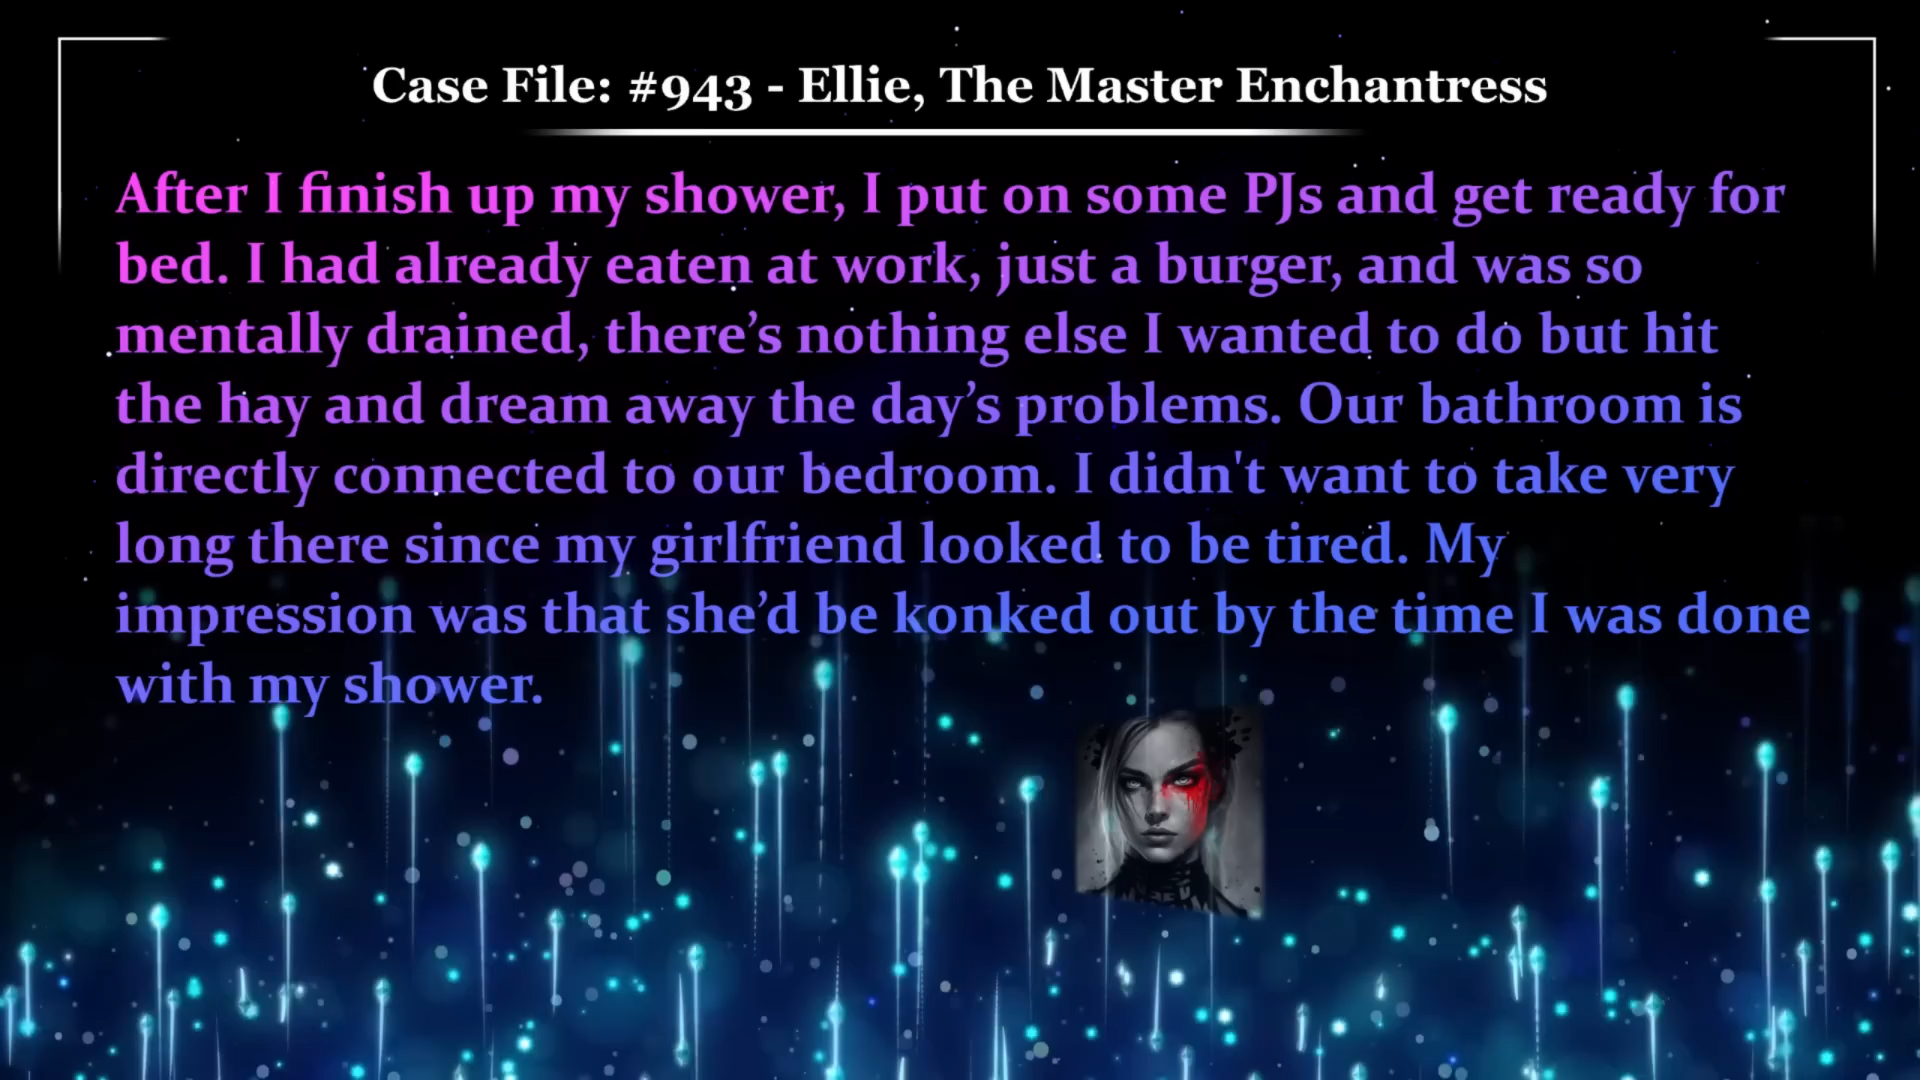 Case File: #943 - Ellie, The Master Enchantress
After I finish up my shower, I put on some PJs and get ready for
bed. I had already eaten at work, just a burger, and was so
mentally drained, there’s nothing else I wanted to do but hit
the hay and dream away the day’s problems. Our bathroom is
directly connected to our bedroom. I didn't want to take very
long there since my girlfriend looked to be tired. My
impression was that she’d be konked out by the time I was done
with my shower.